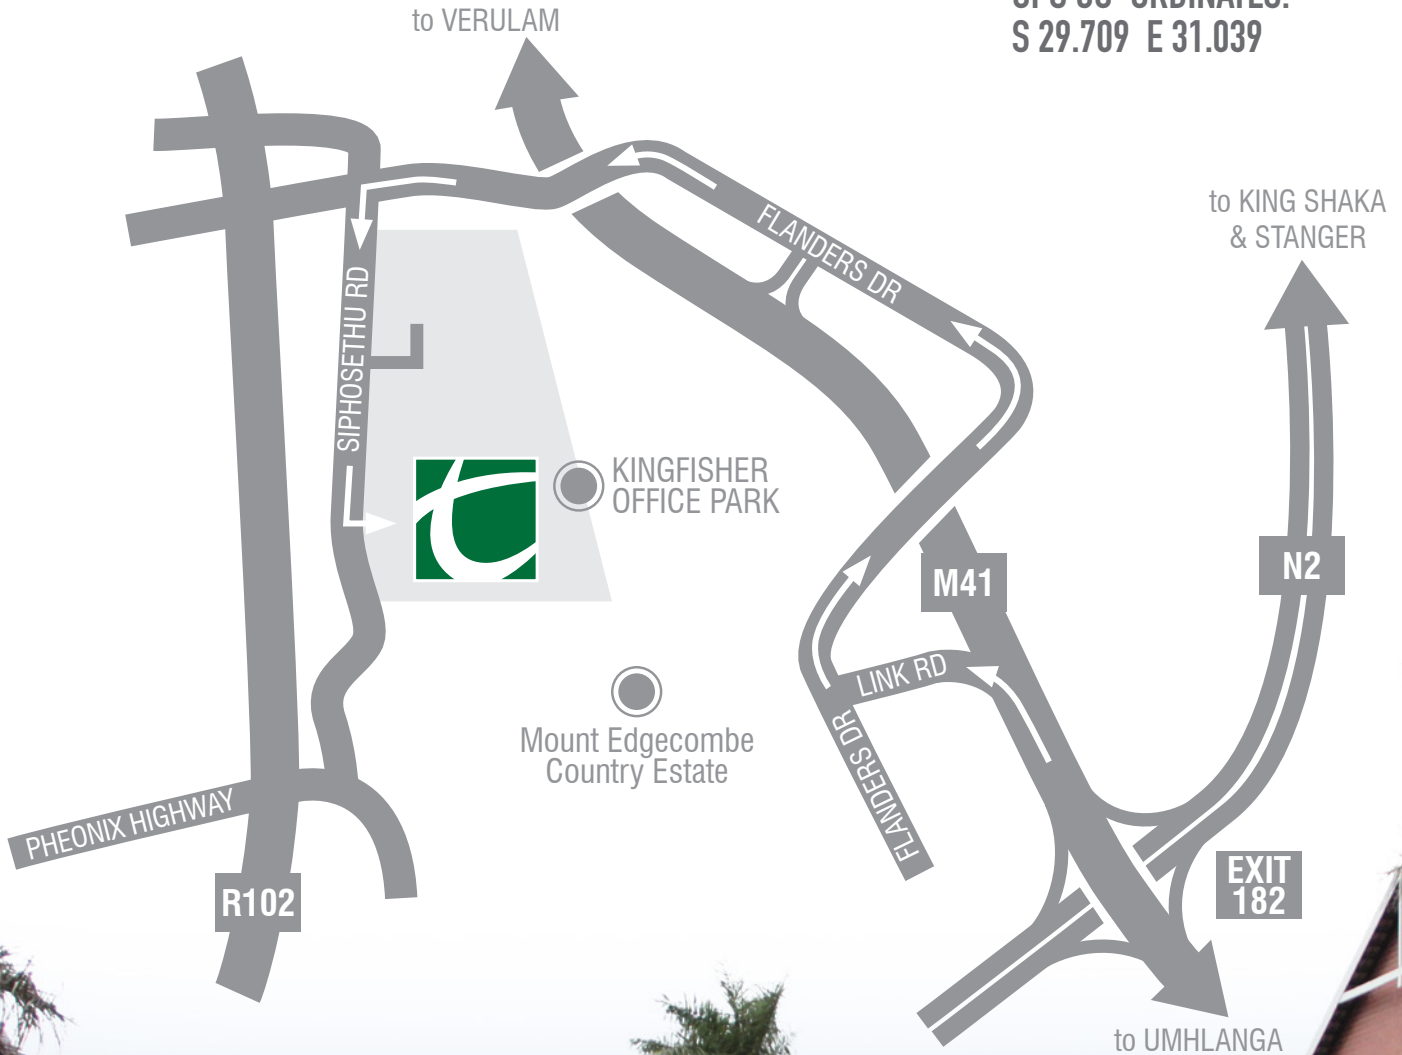 to VERULAM
S 29.709 E 31.039
to KING SHAKA
& STANGER
FLANDERS DR
SIPHOSETHU RD
KINGFISHER
OFFICE PARK
N2
M41
LINK RD
FLANDERS DR
Mount Edgecombe
Country Estate
PHEONIX HIGHWAY
R102
EXIT
182
to UMHLANGA